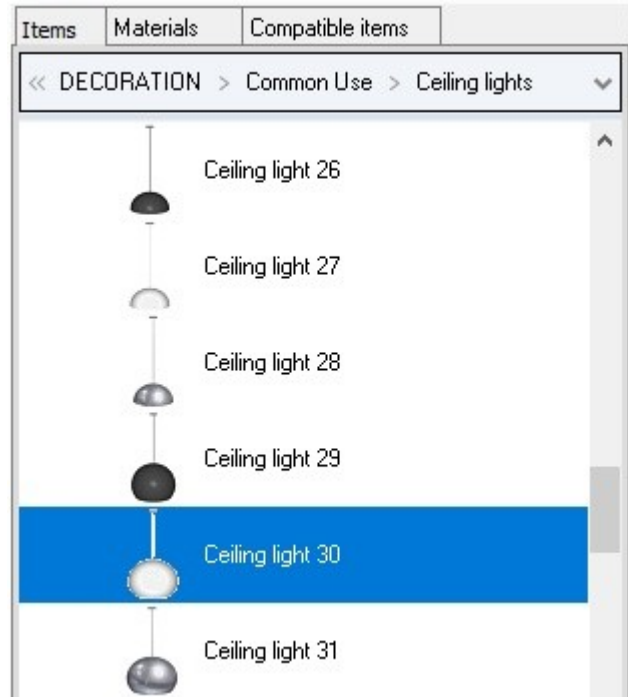 Items Materials Compatible items
« DECORATION > Common Use > Ceiling lights
Ceiling light 26
Ceiling light 27
Ceiling light 28
Ceiling light 29
Ceiling light 30
Ceiling light 31